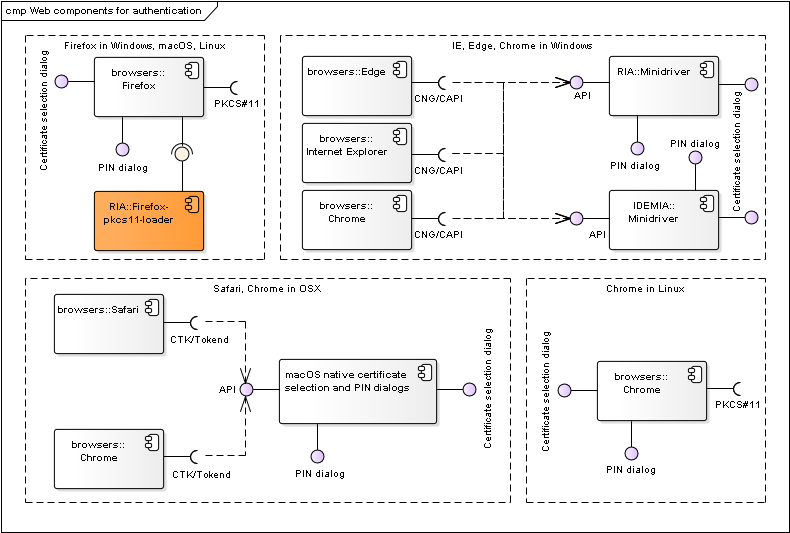 cmp Web components for authentication
Firefox in Windows, macOS, Linux
Certificate selection dialog
browsers::
Firefox
PKCS#11
PIN dialog
RIA::Firefox-
pkcs11-loader
IE, Edge, Chrome in Windows
browsers::Edge
CNG/CAPI
browsers::
Internet Explorer
CNG/CAPI
browsers::
Chrome
CNG/CAPI
API
RIA::Minidriver
PIN dialog
PIN dialog
Certificate selection dialog
API
IDEMIA::
Minidriver
Safari, Chrome in OSX
browsers::Safari
CTK/Tokend
API
macOS native certificate
selection and PIN dialogs
Certificate selection dialog
PIN dialog
browsers::
Chrome
CTK/Tokend
Chrome in Linux
Certificate selection dialog
browsers::
Chrome
PKCS#11
PIN dialog